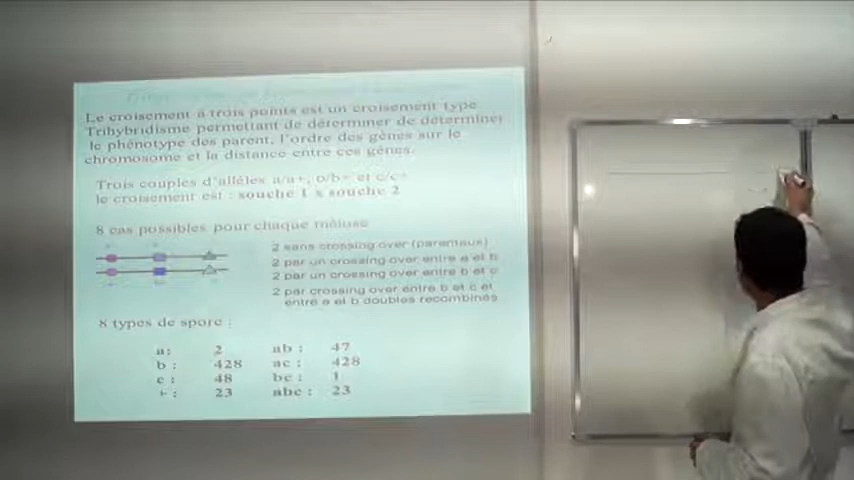 Le croisement à trois points est un croisement type
Trihybridisme permettant de déterminer de déterminer
le phénotype des parent, l'ordre des gènes sur le
chromosome et la distance entre ces gènes.
Trois couples d'allèles a/a+, b/b+ et c/c+
le croisement est : souche 1 x souche 2
8 cas possibles pour chaque méiose
2 sans crossing over (parentaux)
2 par un crossing over entre a et b
2 par un crossing over entre b et c
2 par crossing over entre b et c et
entre a et b doubles recombinés
8 types de spore :
a: 2 ab : 47
b : 428 ac : 428
c : 48 bc : 1
+ : 23 abc : 23